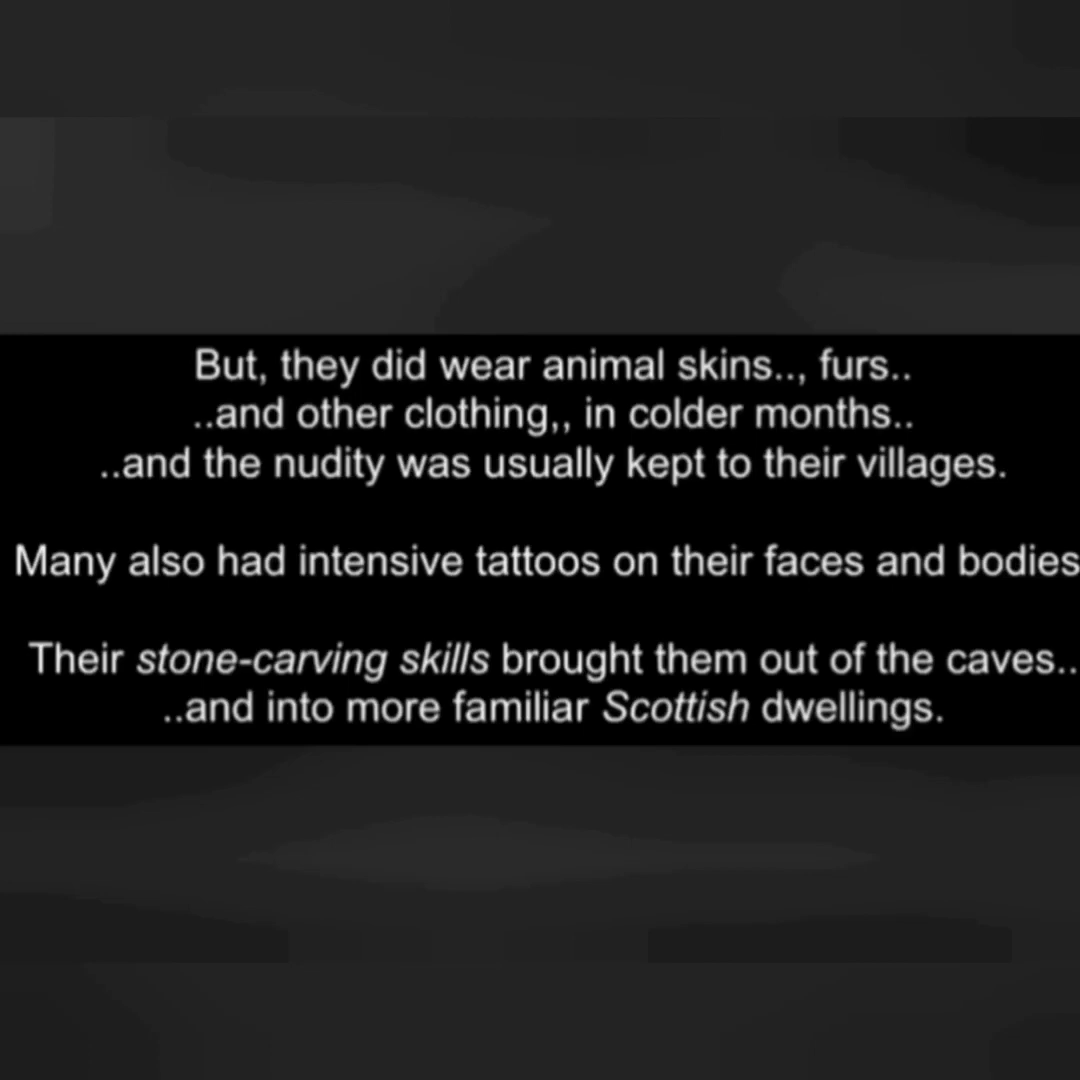 But, they did wear animal skins.., furs..
..and other clothing,, in colder months..
..and the nudity was usually kept to their villages.
Many also had intensive tattoos on their faces and bodies
Their stone-carving skills brought them out of the caves..
..and into more familiar Scottish dwellings.